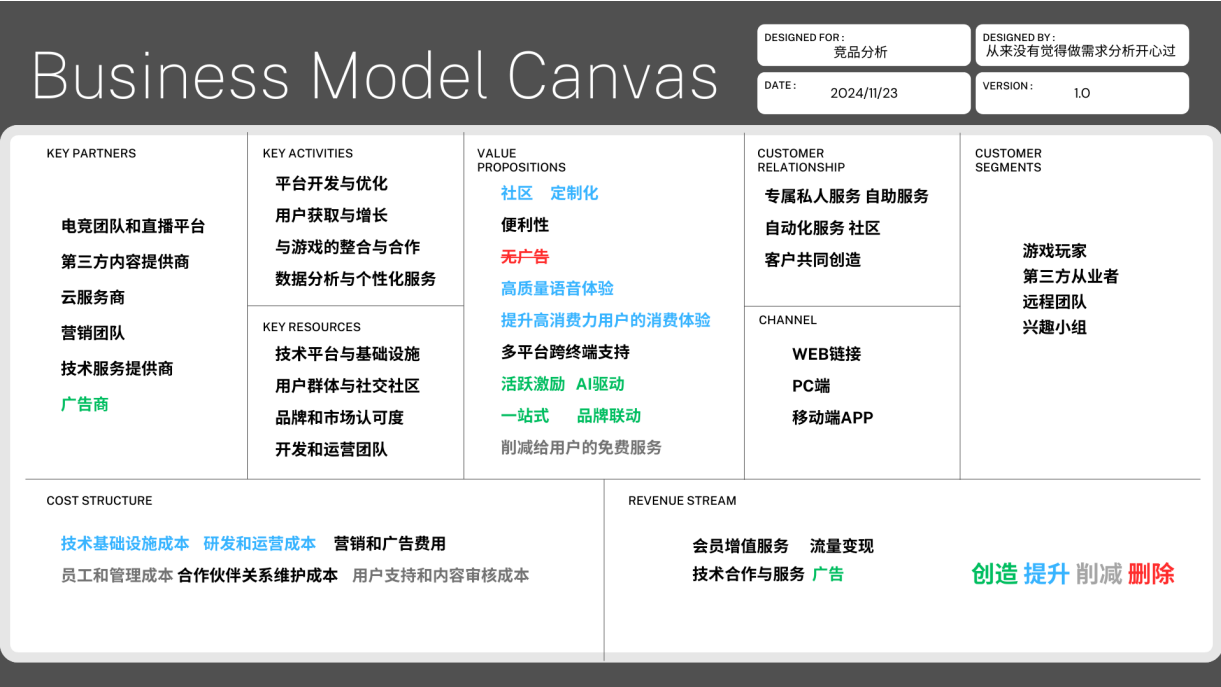 Business Model Canvas
DESIGNED FOR :
竞品分析
DESIGNED BY :
从来没有觉得做需求分析开心过
DATE :
2024/11/23
VERSION :
1.0
KEY PARTNERS
电竞团队和直播平台
第三方内容提供商
云服务商
营销团队
技术服务提供商
广告商
KEY ACTIVITIES
平台开发与优化
用户获取与增长
与游戏的整合与合作
数据分析与个性化服务
KEY RESOURCES
技术平台与基础设施
用户群体与社交社区
品牌和市场认可度
开发和运营团队
VALUE
PROPOSITIONS
社区 定制化
便利性
无广告
高质量语音体验
提升高消费力用户的消费体验
多平台跨终端支持
活跃激励 AI驱动
一站式 品牌联动
削减给用户的免费服务
CUSTOMER
RELATIONSHIP
专属私人服务 自助服务
自动化服务 社区
客户共同创造
CHANNEL
WEB链接
PC端
移动端APP
CUSTOMER
SEGMENTS
游戏玩家
第三方从业者
远程团队
兴趣小组
COST STRUCTURE
技术基础设施成本 研发和运营成本 营销和广告费用
员工和管理成本 合作伙伴关系维护成本 用户支持和内容审核成本
REVENUE STREAM
会员增值服务 流量变现
技术合作与服务 广告
创造 提升 削减 删除